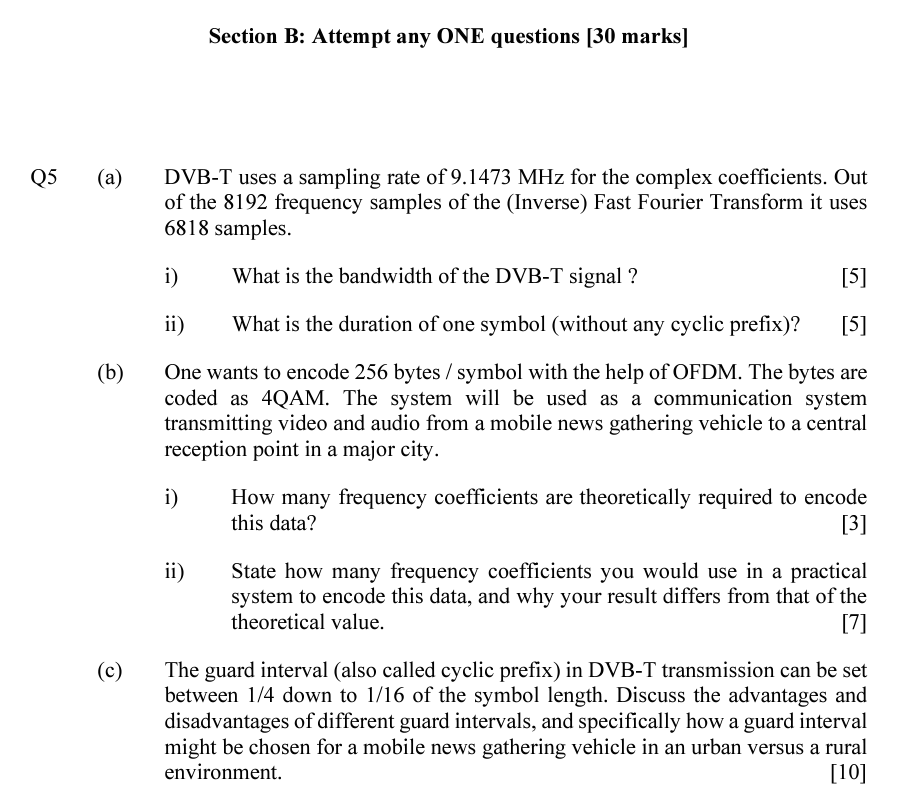 Section B: Attempt any ONE questions [30 marks]
Q5 (a) DVB-T uses a sampling rate of 9.1473 MHz for the complex coefficients. Out
of the 8192 frequency samples of the (Inverse) Fast Fourier Transform it uses
6818 samples.
i) What is the bandwidth of the DVB-T signal ? [5]
ii) What is the duration of one symbol (without any cyclic prefix)? [5]
(b) One wants to encode 256 bytes / symbol with the help of OFDM. The bytes are
coded as 4QAM. The system will be used as a communication system
transmitting video and audio from a mobile news gathering vehicle to a central
reception point in a major city.
i) How many frequency coefficients are theoretically required to encode
this data? [3]
ii) State how many frequency coefficients you would use in a practical
system to encode this data, and why your result differs from that of the
theoretical value. [7]
(c) The guard interval (also called cyclic prefix) in DVB-T transmission can be set
between 1/4 down to 1/16 of the symbol length. Discuss the advantages and
disadvantages of different guard intervals, and specifically how a guard interval
might be chosen for a mobile news gathering vehicle in an urban versus a rural
environment. [10]